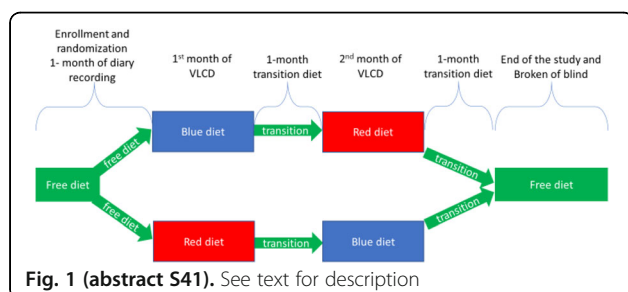 Enrollment and
randomization
1- month of diary
recording
1st month of
VLCD
1-month
transition diet
2nd month of
VLCD
1-month
transition diet
End of the study and
Broken of blind
Blue diet
transition
Red diet
free diet
transition
Free diet
Free diet
free diet
transition
Red diet
transition
Blue diet
Fig. 1 (abstract S41). See text for description